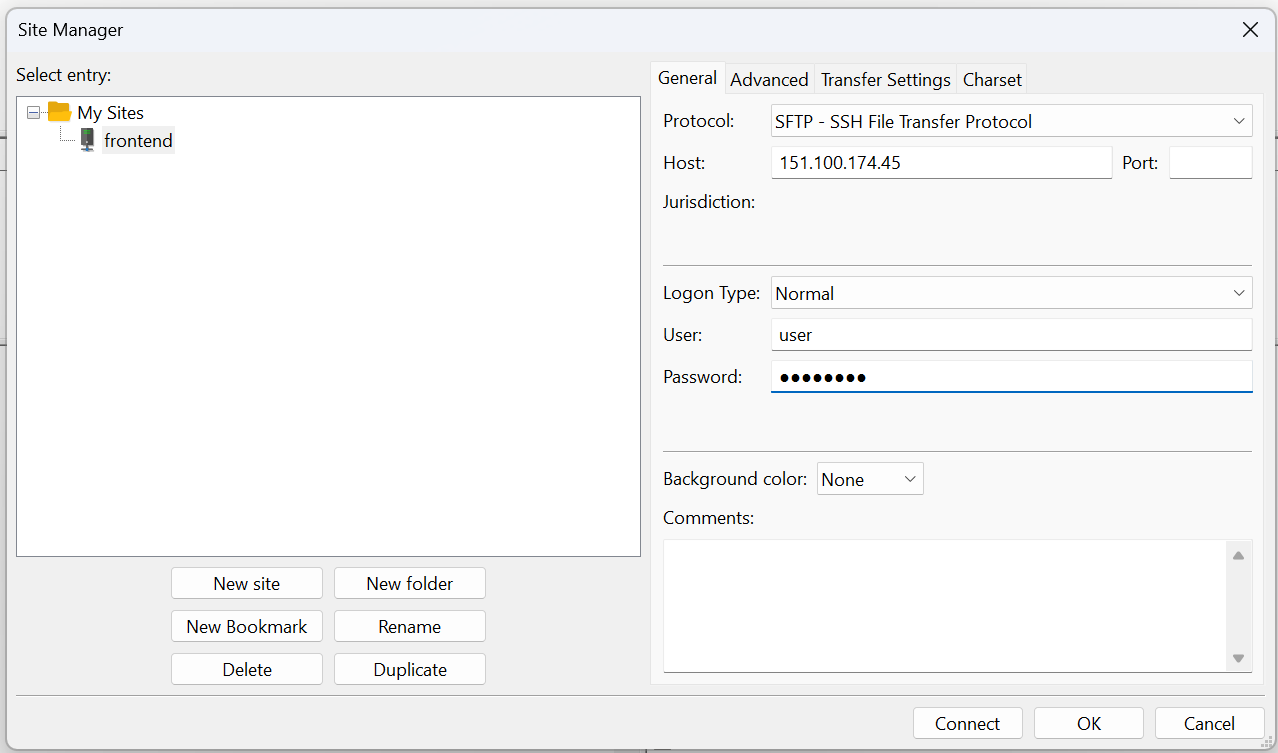 Site Manager
Select entry:
My Sites
frontend
New site
New folder
New Bookmark
Rename
Delete
Duplicate
General Advanced Transfer Settings Charset
Protocol: SFTP - SSH File Transfer Protocol
Host: 151.100.174.45 Port:
Jurisdiction:
Logon Type: Normal
User: user
Password: ●●●●●●●●
Background color: None
Comments:
Connect OK Cancel